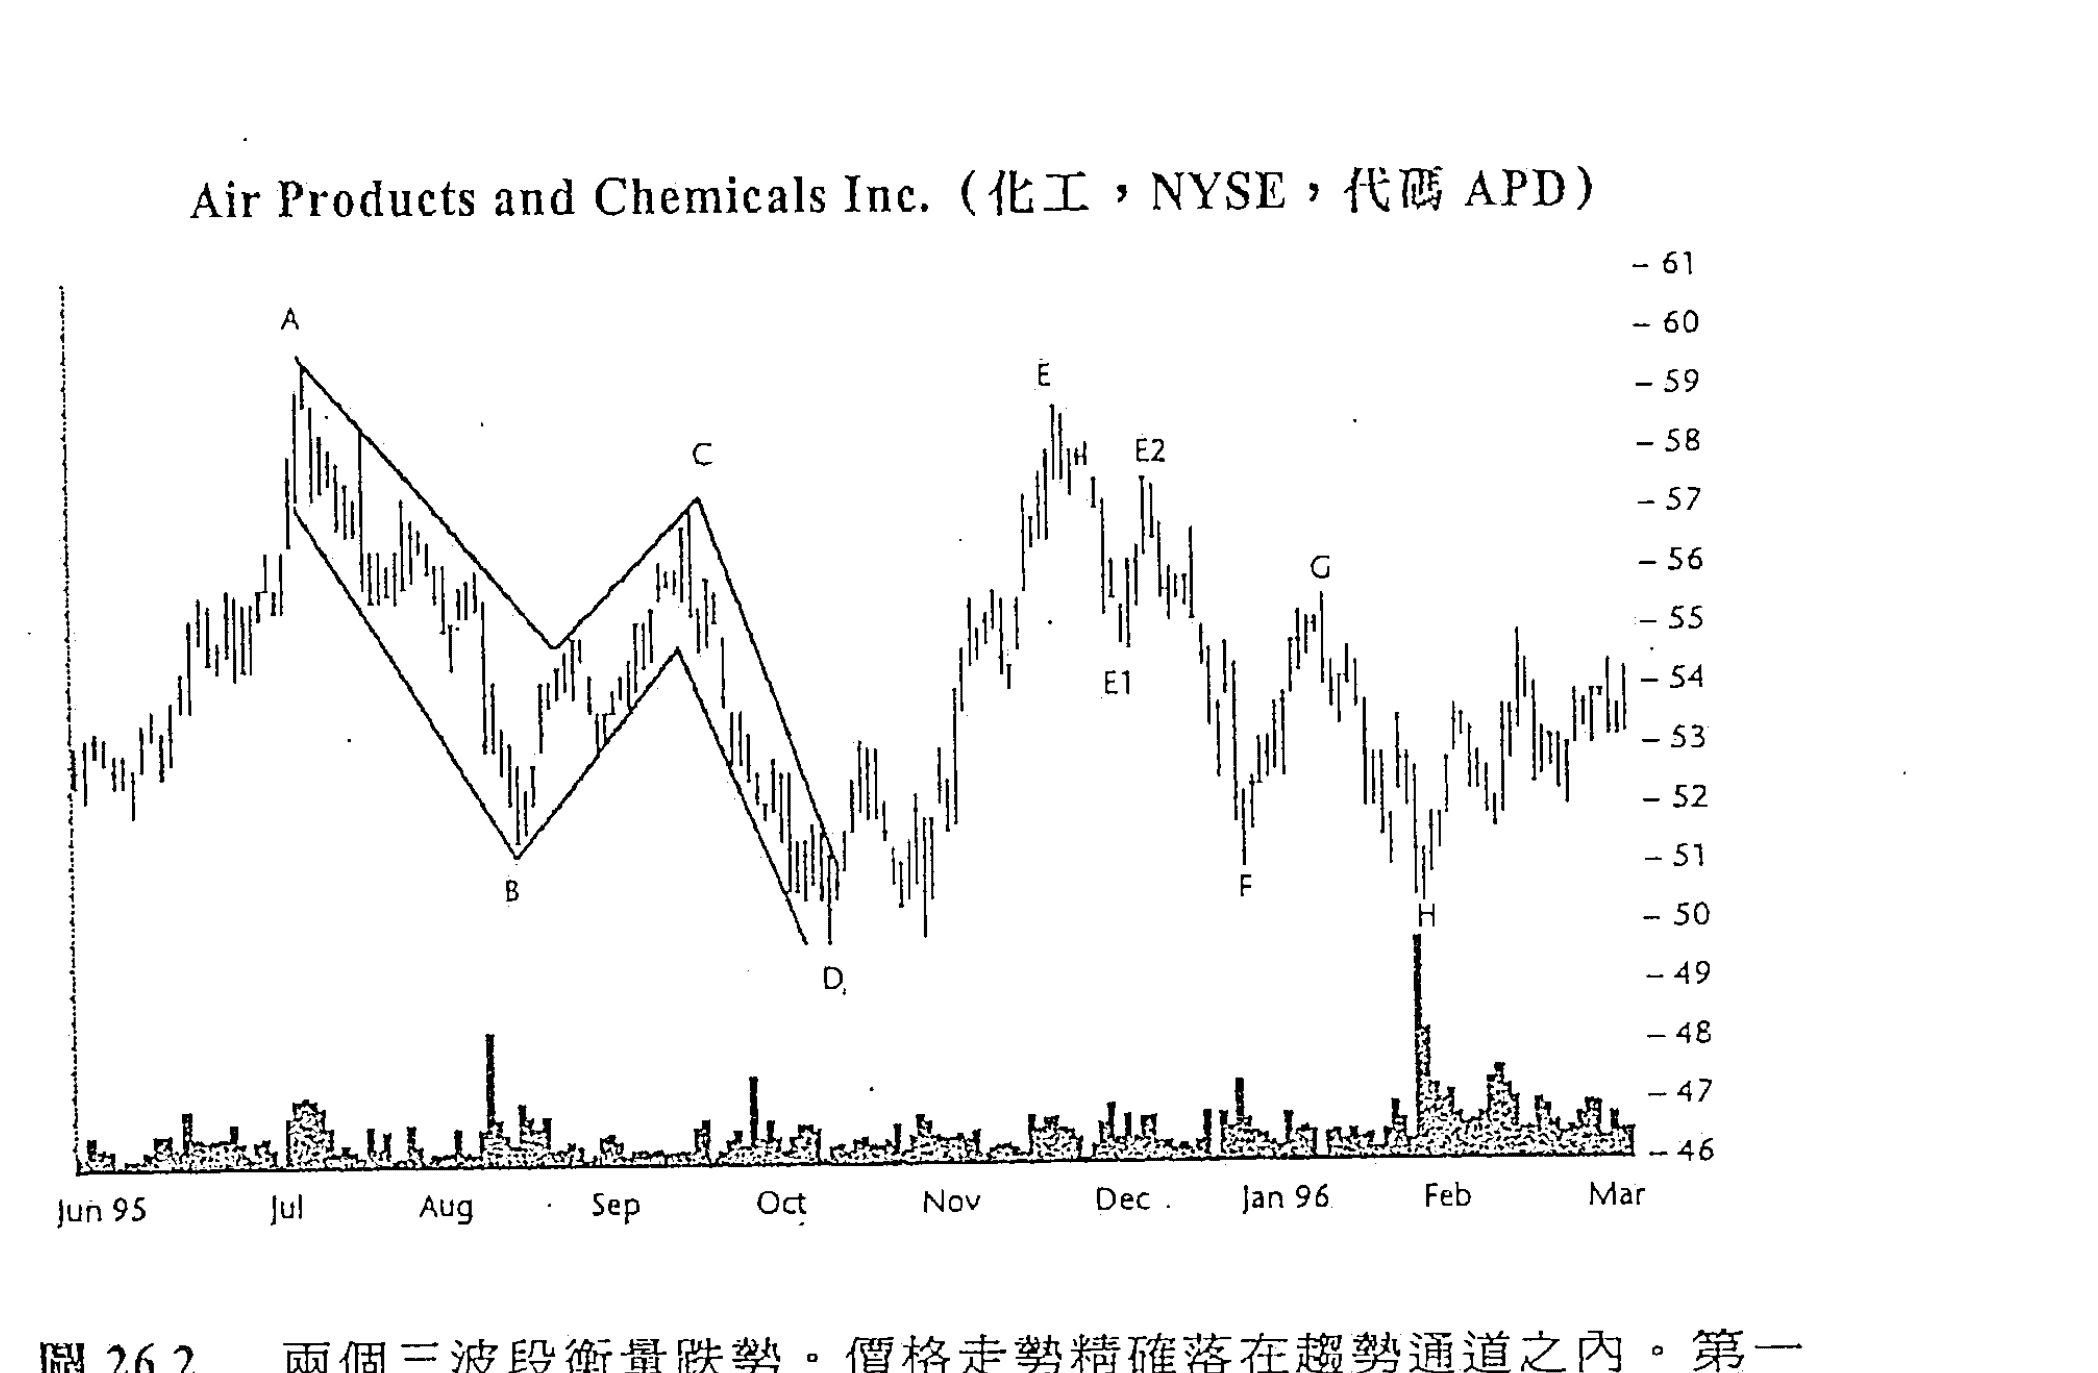 Air Products and Chemicals Inc.（化工，NYSE，代碼 APD）
61
A
60
E
59
C
E2
58
57
G
56
55
E1
54
53
52
B
F
51
H
50
D
49
48
47
46
Jun 95 Jul Aug Sep Oct Nov Dec Jan 96 Feb Mar
圖 26.2 兩個三波段衡量跌勢。價格走勢精確落在趨勢通道之內。第一